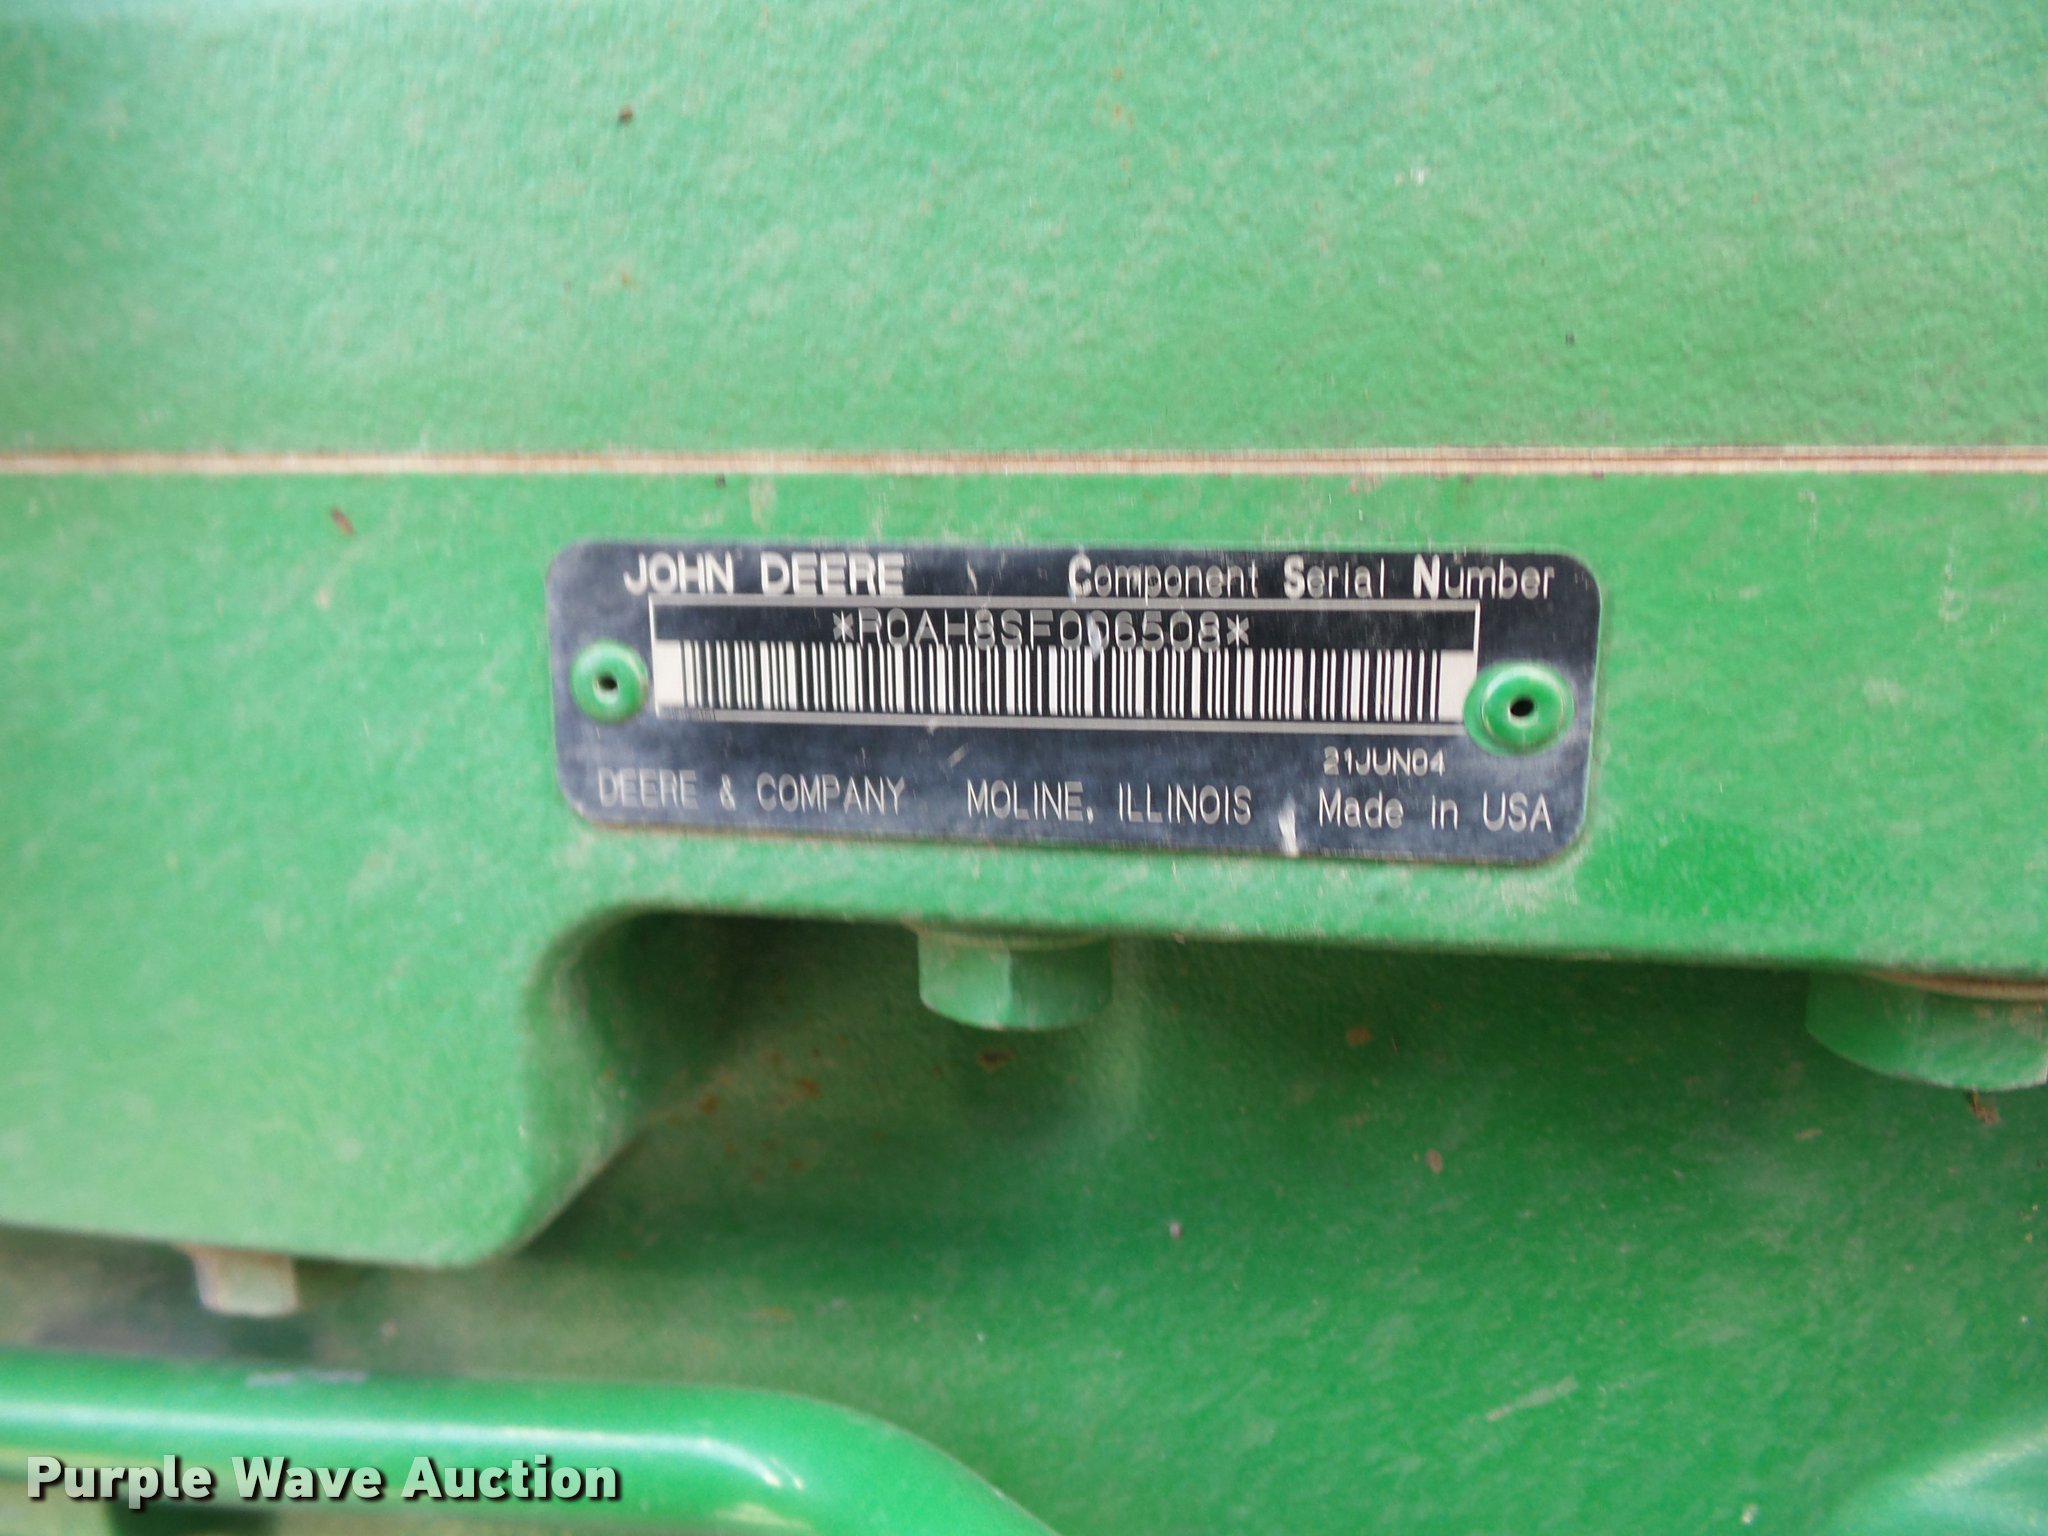 JOHN DEERE Component Serial Number
*R0AH8SF006508*
21JUN04
DEERE & COMPANY MOLINE, ILLINOIS Made in USA
Purple Wave Auction